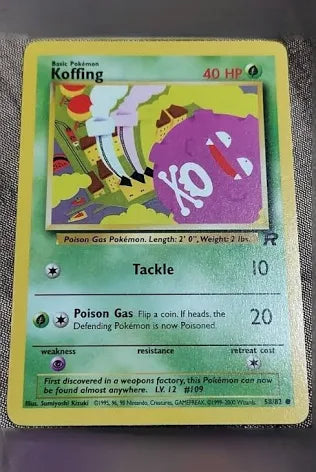 Basic Pokémon
Koffing
40 HP
Poison Gas Pokémon. Length: 2' 0", Weight: 2 lbs.
R
Tackle 10
Poison Gas Flip a coin. If heads, the 20
Defending Pokémon is now Poisoned.
weakness resistance retreat cost
First discovered in a weapons factory, this Pokémon can now
be found almost anywhere. LV. 12 #109
Illus. Sumiyoshi Kizuki ©1995, 96, 98 Nintendo, Creatures, GAMEFREAK. ©1999-2000 Wizards. 58/82